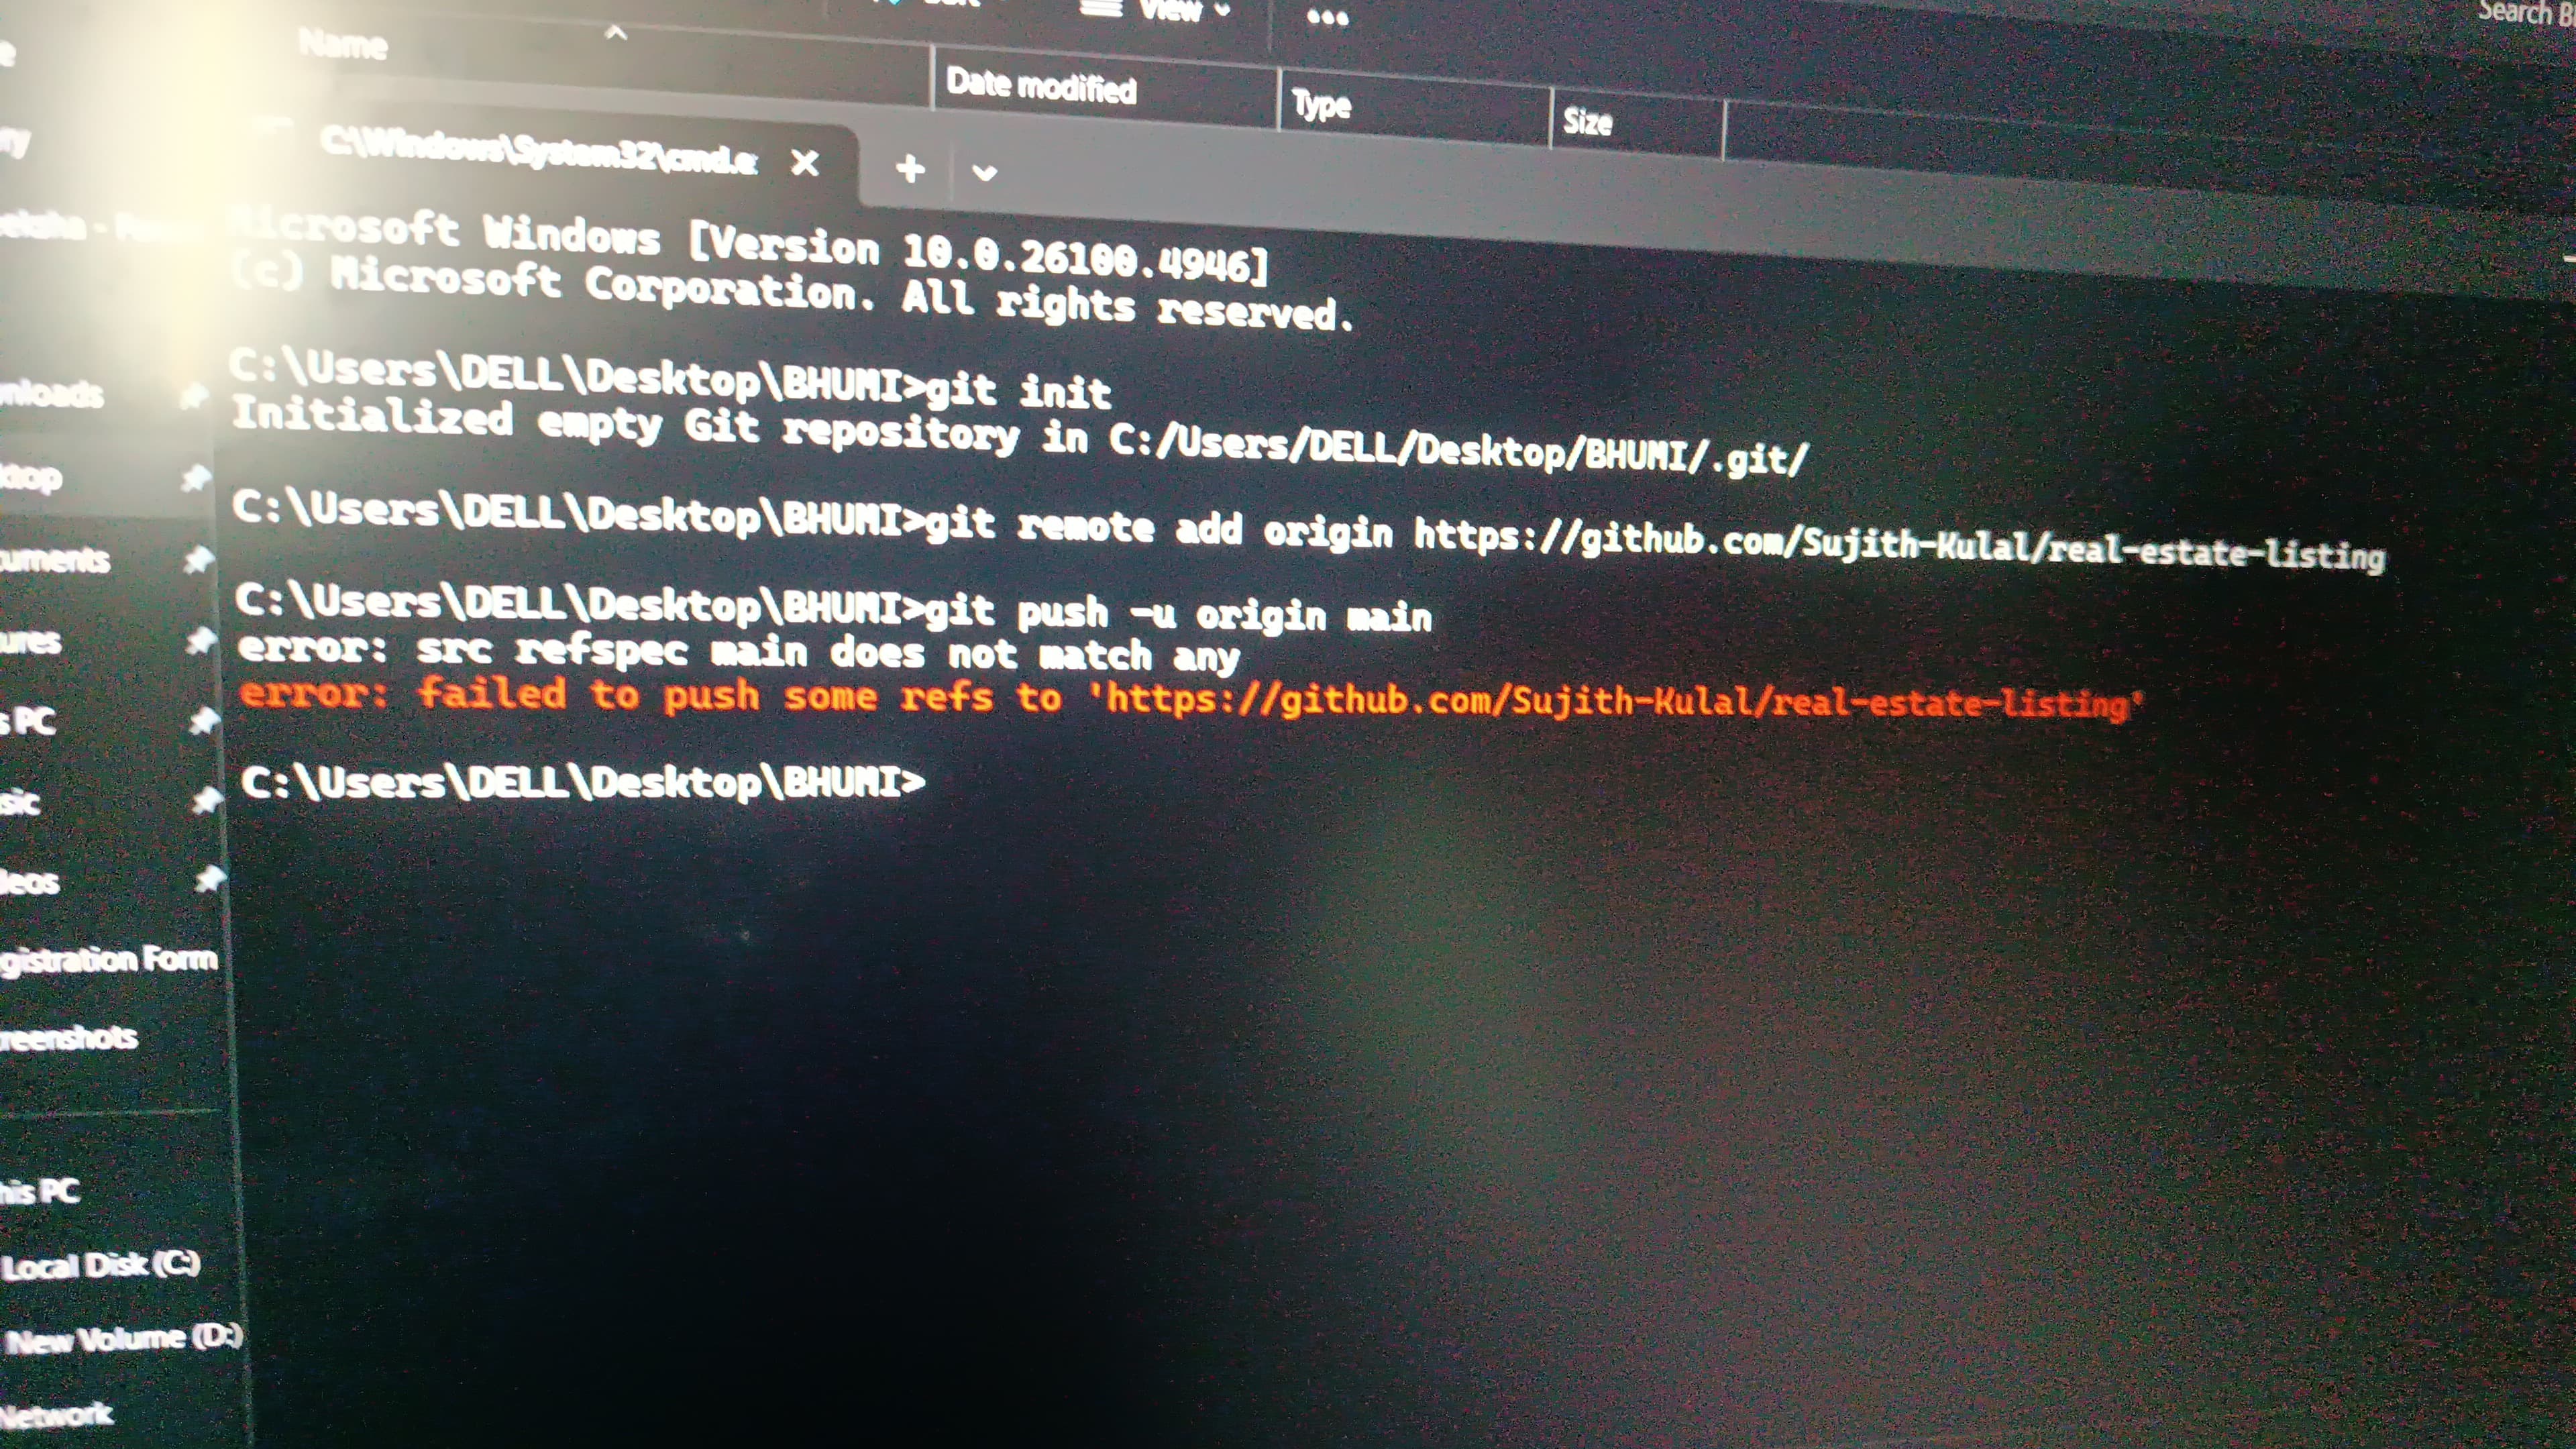 View
Search
Name
Date modified
Type
Size
C:\Windows\System32\cmd.e
Microsoft Windows [Version 10.0.26100.4946]
(c) Microsoft Corporation. All rights reserved.
C:\Users\DELL\Desktop\BHUMI>git init
Initialized empty Git repository in C:/Users/DELL/Desktop/BHUMI/.git/
C:\Users\DELL\Desktop\BHUMI>git remote add origin https://github.com/Sujith-Kulal/real-estate-listing
C:\Users\DELL\Desktop\BHUMI>git push -u origin main
error: src refspec main does not match any
error: failed to push some refs to 'https://github.com/Sujith-Kulal/real-estate-listing'
C:\Users\DELL\Desktop\BHUMI>
nloads
ktop
cuments
ures
s PC
sic
deos
gistration Form
reenshots
his PC
Local Disk (C:)
New Volume (D:)
Network